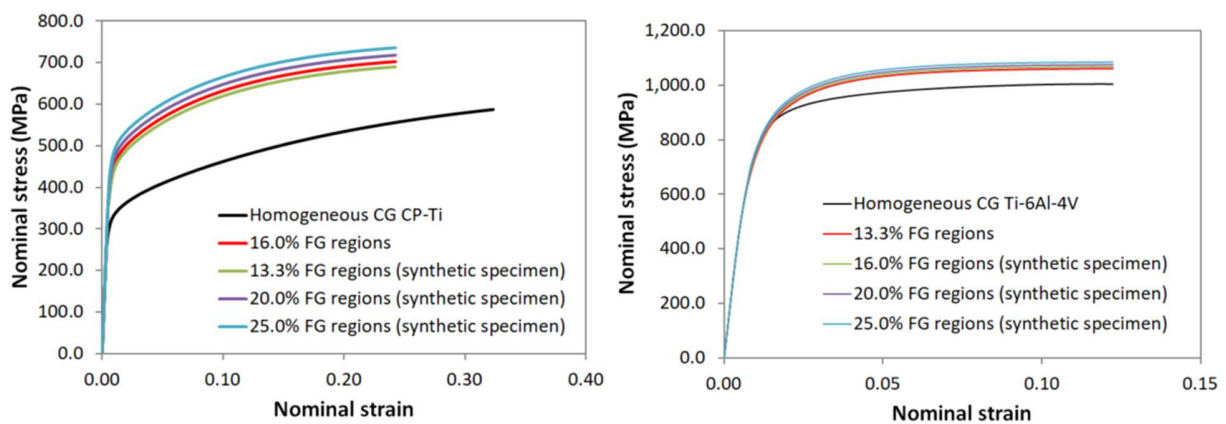 Nominal stress (MPa)
800.0
700.0
600.0
500.0
400.0
300.0
200.0
100.0
0.0
Homogeneous CG CP-Ti
16.0% FG regions
13.3% FG regions (synthetic specimen)
20.0% FG regions (synthetic specimen)
25.0% FG regions (synthetic specimen)
0.00 0.10 0.20 0.30 0.40
Nominal strain
Nominal stress (MPa)
1,200.0
1,000.0
800.0
600.0
400.0
200.0
0.0
Homogeneous CG Ti-6Al-4V
13.3% FG regions
16.0% FG regions (synthetic specimen)
20.0% FG regions (synthetic specimen)
25.0% FG regions (synthetic specimen)
0.00 0.05 0.10 0.15
Nominal strain